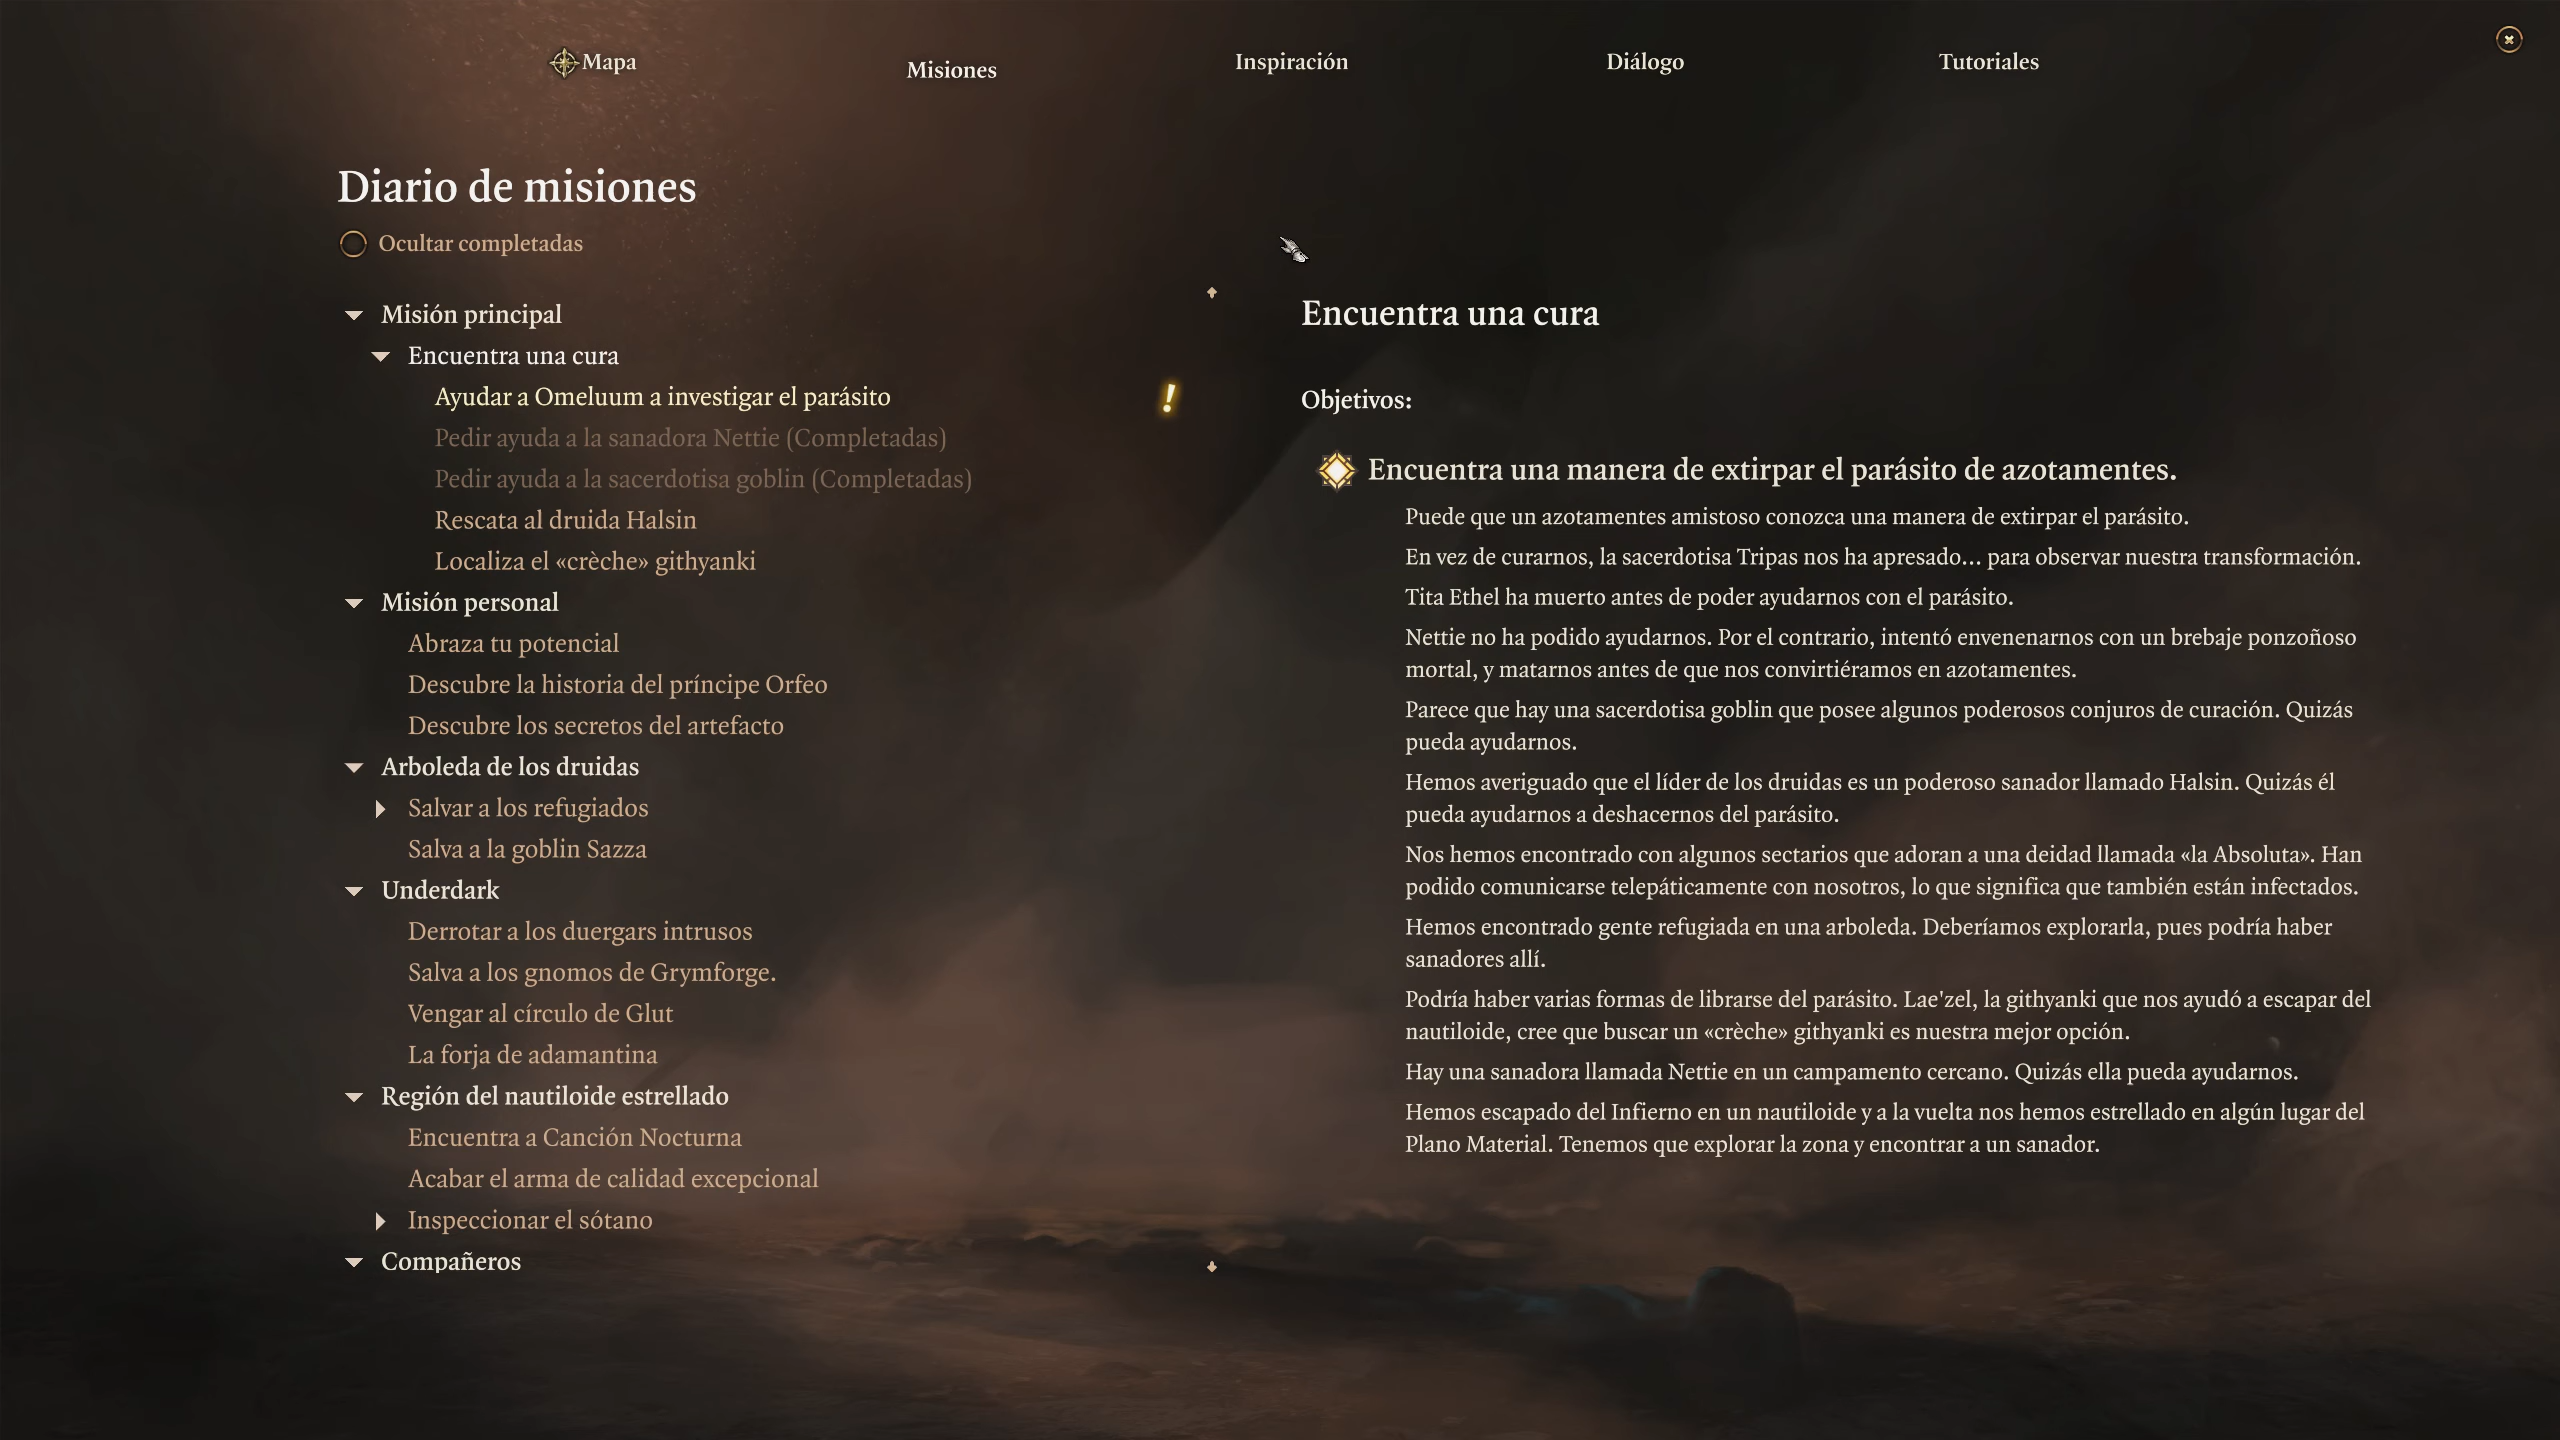 Mapa
Misiones
Inspiración
Diálogo
Tutoriales
Diario de misiones
Ocultar completadas
Misión principal
Encuentra una cura
Ayudar a Omeluum a investigar el parásito
!
Pedir ayuda a la sanadora Nettie (Completadas)
Pedir ayuda a la sacerdotisa goblin (Completadas)
Rescata al druida Halsin
Localiza el «crèche» githyanki
Misión personal
Abraza tu potencial
Descubre la historia del príncipe Orfeo
Descubre los secretos del artefacto
Arboleda de los druidas
Salvar a los refugiados
Salva a la goblin Sazza
Underdark
Derrotar a los duergars intrusos
Salva a los gnomos de Grymforge.
Vengar al círculo de Glut
La forja de adamantina
Región del nautiloide estrellado
Encuentra a Canción Nocturna
Acabar el arma de calidad excepcional
Inspeccionar el sótano
Compañeros
Encuentra una cura
Objetivos:
Encuentra una manera de extirpar el parásito de azotamentes.
Puede que un azotamentes amistoso conozca una manera de extirpar el parásito.
En vez de curarnos, la sacerdotisa Tripas nos ha apresado... para observar nuestra transformación.
Tita Ethel ha muerto antes de poder ayudarnos con el parásito.
Nettie no ha podido ayudarnos. Por el contrario, intentó envenenarnos con un brebaje ponzoñoso
mortal, y matarnos antes de que nos convirtiéramos en azotamentes.
Parece que hay una sacerdotisa goblin que posee algunos poderosos conjuros de curación. Quizás
pueda ayudarnos.
Hemos averiguado que el líder de los druidas es un poderoso sanador llamado Halsin. Quizás él
pueda ayudarnos a deshacernos del parásito.
Nos hemos encontrado con algunos sectarios que adoran a una deidad llamada «la Absoluta». Han
podido comunicarse telepáticamente con nosotros, lo que significa que también están infectados.
Hemos encontrado gente refugiada en una arboleda. Deberíamos explorarla, pues podría haber
sanadores allí.
Podría haber varias formas de librarse del parásito. Lae'zel, la githyanki que nos ayudó a escapar del
nautiloide, cree que buscar un «crèche» githyanki es nuestra mejor opción.
Hay una sanadora llamada Nettie en un campamento cercano. Quizás ella pueda ayudarnos.
Hemos escapado del Infierno en un nautiloide y a la vuelta nos hemos estrellado en algún lugar del
Plano Material. Tenemos que explorar la zona y encontrar a un sanador.